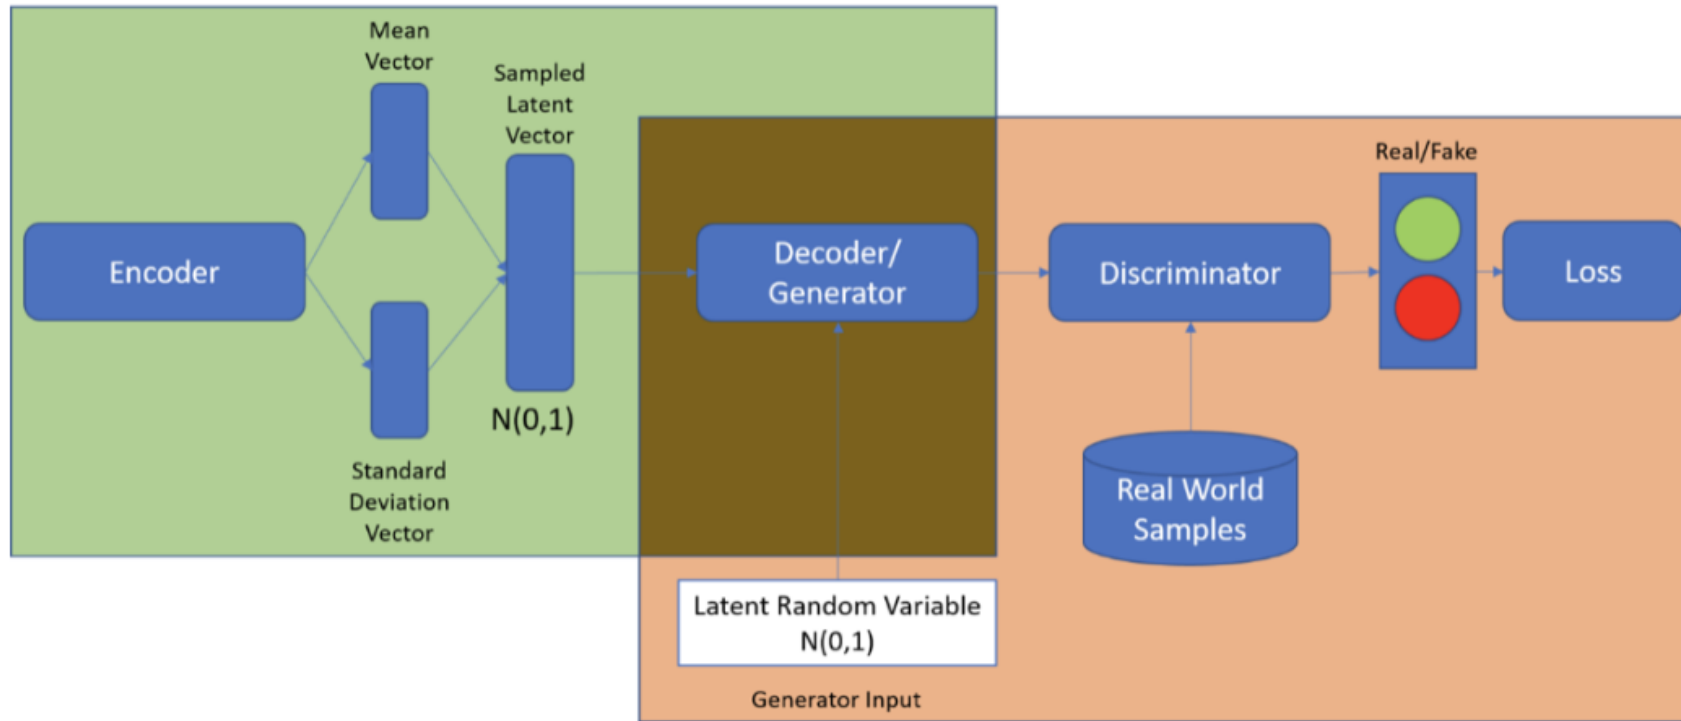 Mean
Vector
Sampled
Latent
Vector
Encoder
Standard
Deviation
Vector
N(0,1)
Decoder/
Generator
Discriminator
Real/Fake
Loss
Real World
Samples
Latent Random Variable
N(0,1)
Generator Input